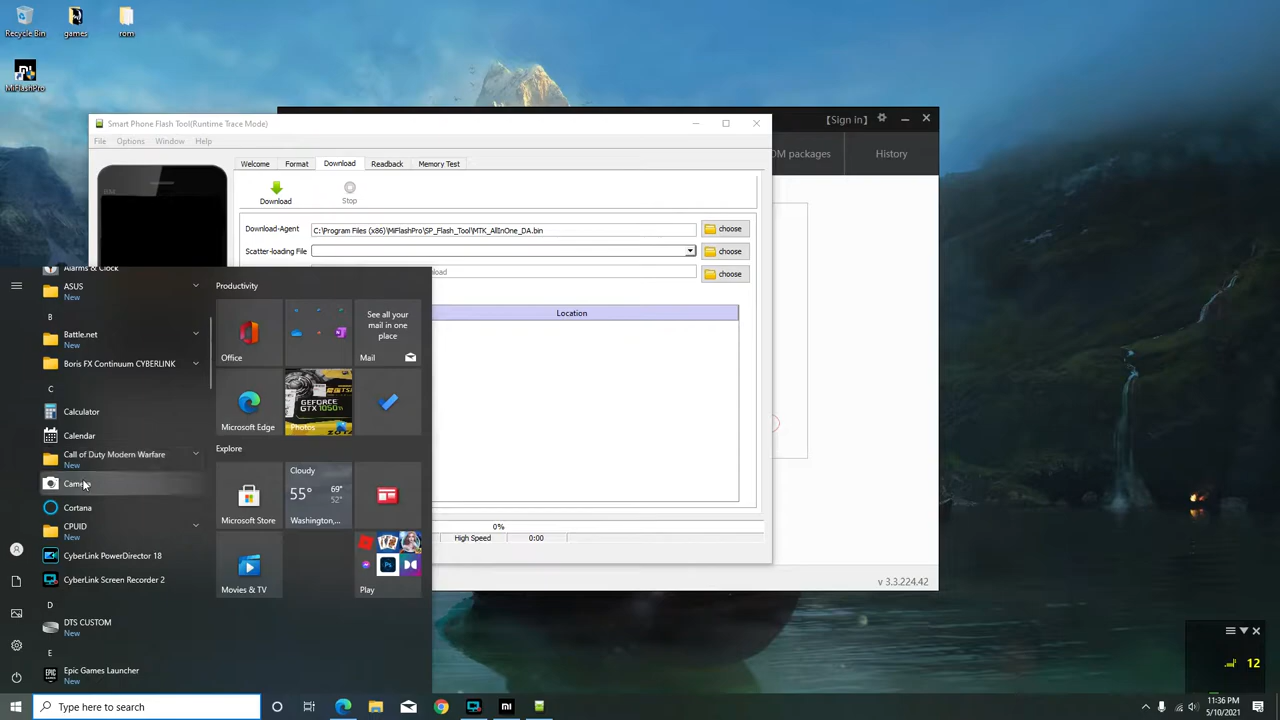 Recycle Bin
games
rom
MiFlashPro
Smart Phone Flash Tool(Runtime Trace Mode)
File Options Window Help
[Sign in]
packages
History
Welcome Format Download Readback Memory Test
Download
Stop
Download-Agent
C:\Program Files (x86)\MiFlashPro\SP_Flash_Tool\MTK_AllInOne_DA.bin
choose
Scatter-loading File
choose
choose
Location
0%
High Speed
0:00
v 3.3.224.42
Alarms & Clock
ASUS
New
B
Battle.net
New
Boris FX Continuum CYBERLINK
C
Calculator
Calendar
Call of Duty Modern Warfare
New
Camera
Cortana
CPUID
New
CyberLink PowerDirector 18
CyberLink Screen Recorder 2
D
DTS CUSTOM
New
E
Epic Games Launcher
New
Productivity
Office
See all your
mail in one
place
Mail
Microsoft Edge
GEFORCE
GTX 1050 Ti
Photos
Explore
Microsoft Store
Cloudy
55° 69°
52°
Washington,...
Movies & TV
Play
12
Type here to search
11:36 PM
5/10/2021